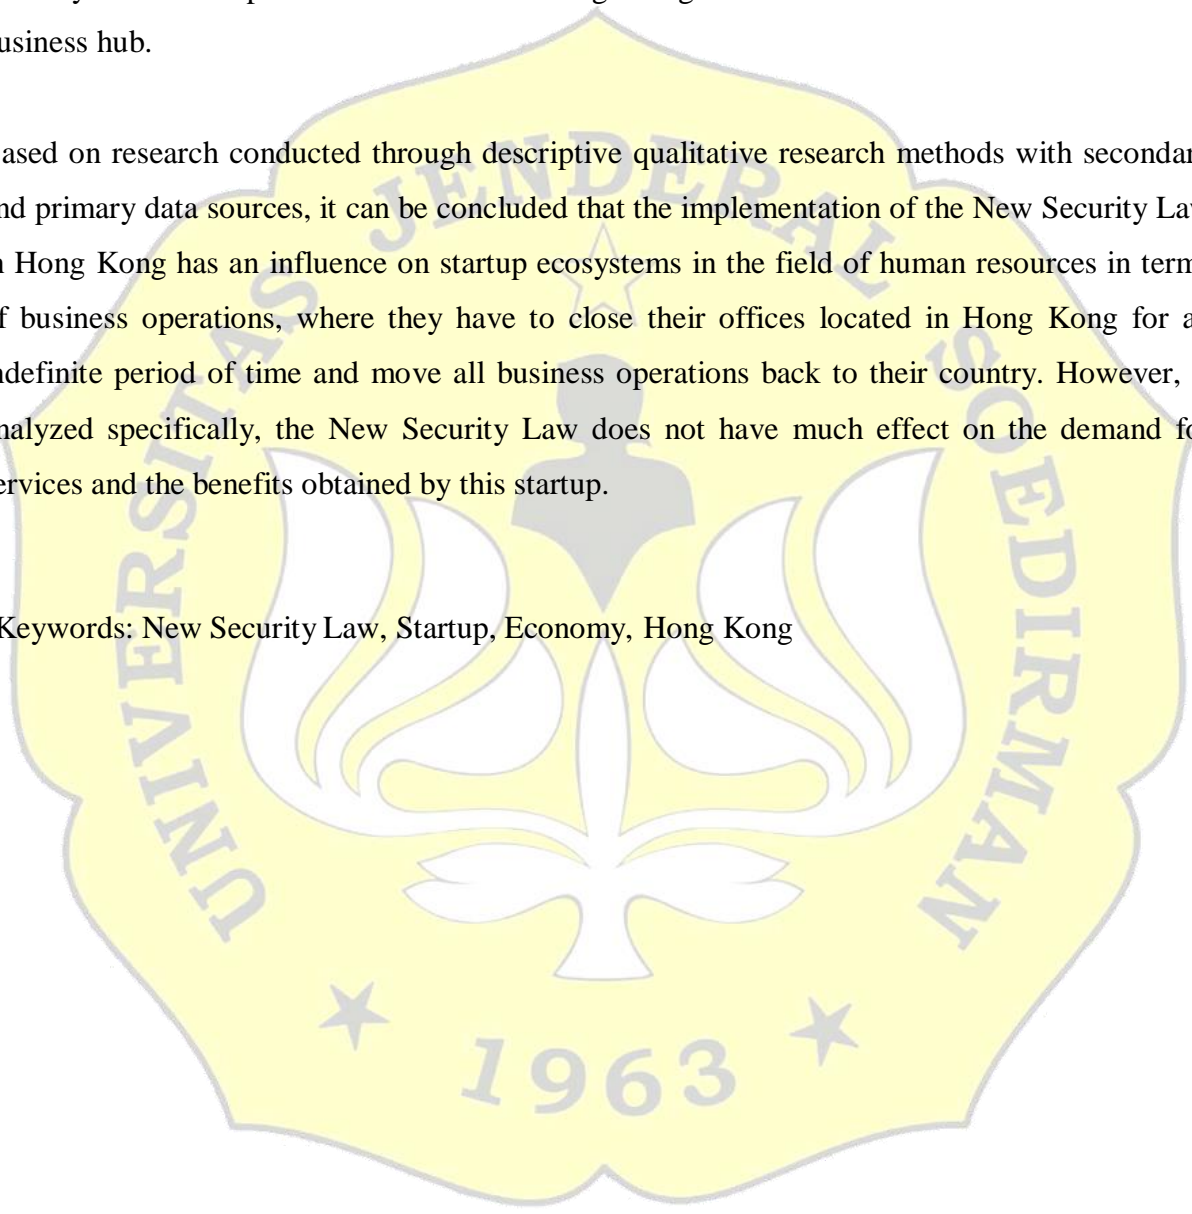 usiness hub.
ased on research conducted through descriptive qualitative research methods with secondar
nd primary data sources, it can be concluded that the implementation of the New Security Law
n Hong Kong has an influence on startup ecosystems in the field of human resources in term
f business operations, where they have to close their offices located in Hong Kong for a
ndefinite period of time and move all business operations back to their country. However,
nalyzed specifically, the New Security Law does not have much effect on the demand fo
ervices and the benefits obtained by this startup.
Keywords: New Security Law, Startup, Economy, Hong Kong
UNIVERSITAS JENDERAL SOEDIRMAN
1963